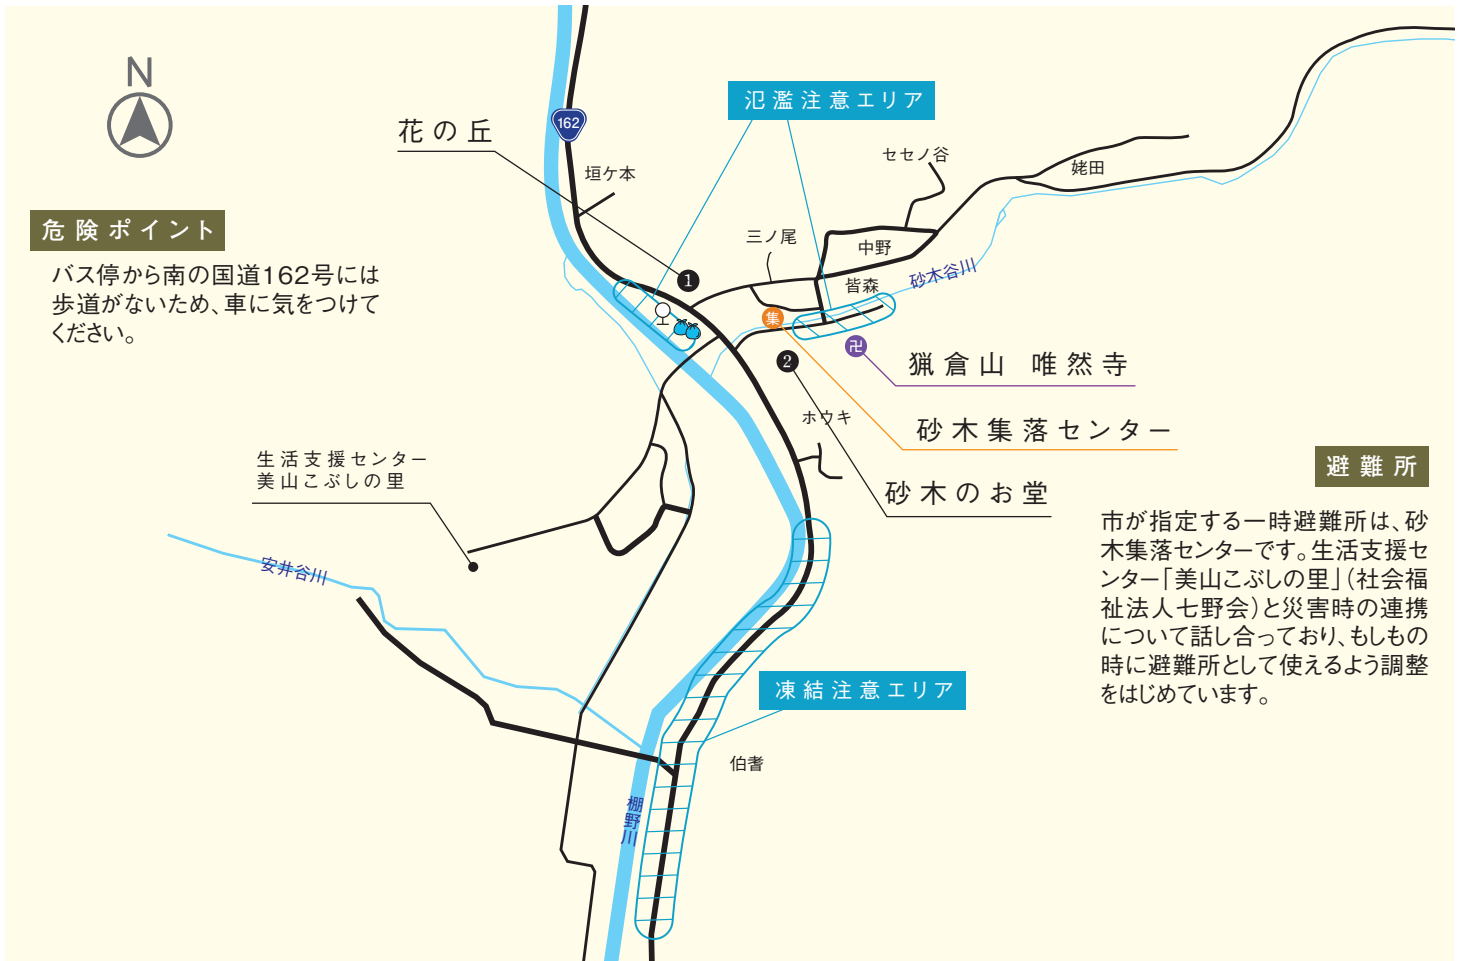 N
162
花の丘
氾濫注意エリア
垣ケ本
セセノ谷
姥田
危険ポイント
バス停から南の国道162号には
歩道がないため、車に気をつけて
ください。
三ノ尾
中野
皆森
砂木谷川
1
集
2
卍
猟倉山 唯然寺
ホウキ
砂木集落センター
生活支援センター
美山こぶしの里
砂木のお堂
避難所
市が指定する一時避難所は、砂
木集落センターです。生活支援セ
ンター「美山こぶしの里」（社会福
祉法人七野会）と災害時の連携
について話し合っており、もしもの
時に避難所として使えるよう調整
をはじめています。
安井谷川
凍結注意エリア
伯耆
棚野川